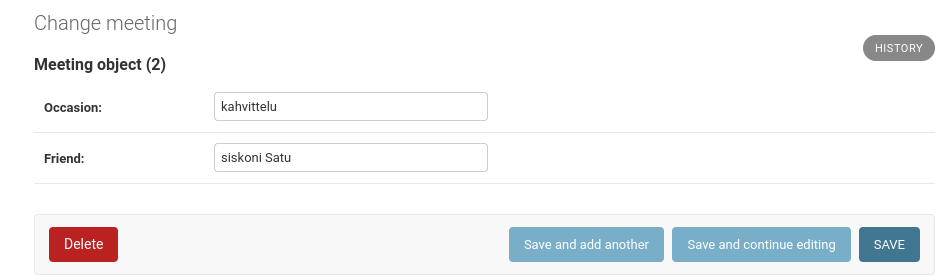 Change meeting
HISTORY
Meeting object (2)
Occasion: kahvittelu
Friend: siskoni Satu
Delete Save and add another Save and continue editing SAVE